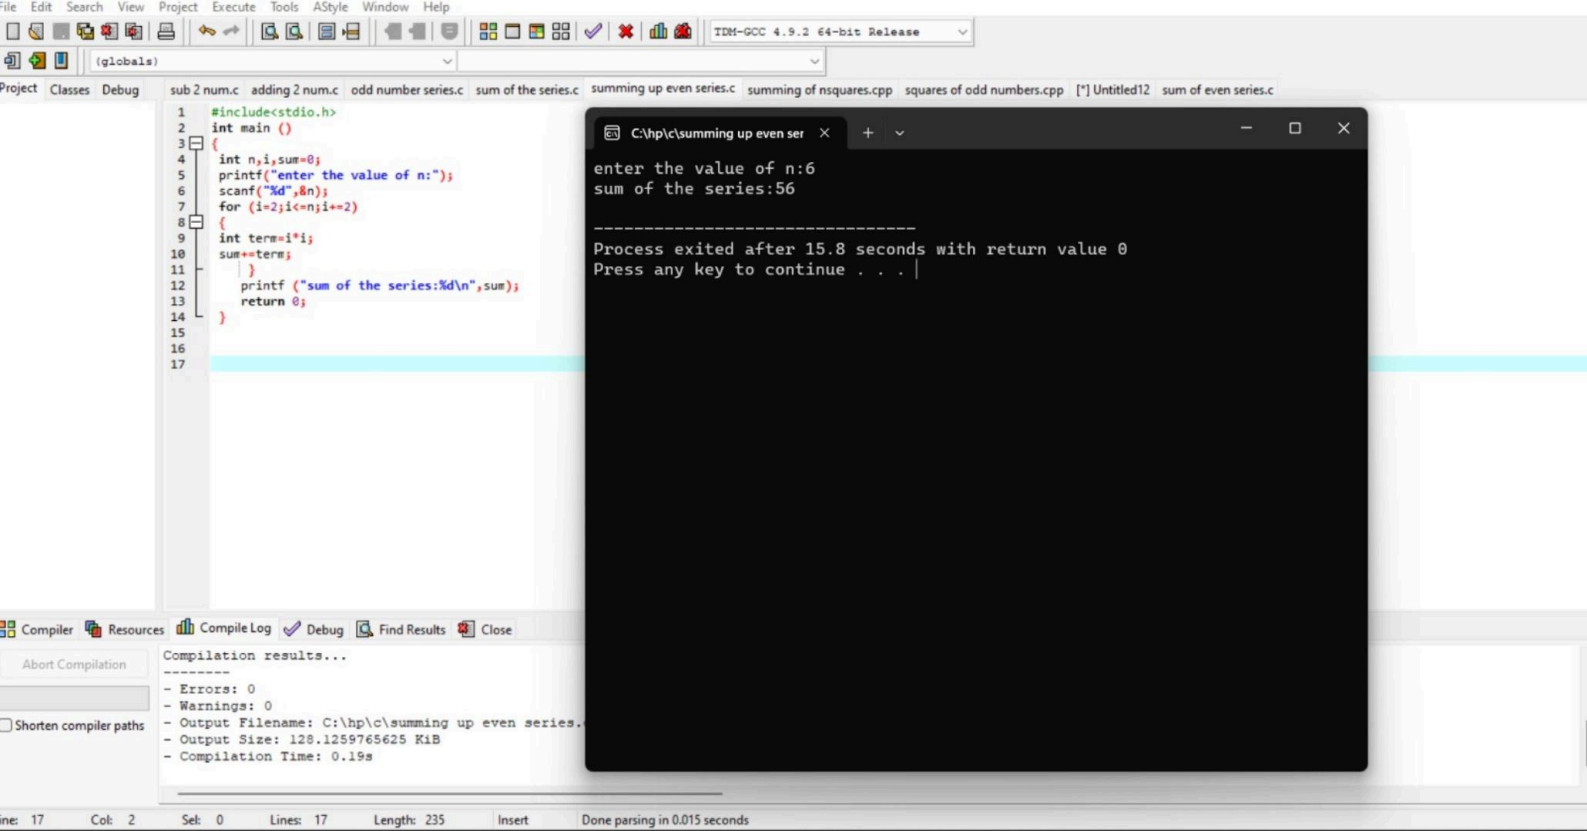 File Edit Search View Project Execute Tools AStyle Window Help
TDM-GCC 4.9.2 64-bit Release
(globals)
Project Classes Debug
sub 2 num.c adding 2 num.c odd number series.c sum of the series.c summing up even series.c summing of nsquares.cpp squares of odd numbers.cpp [*] Untitled12 sum of even series.c
1 #include<stdio.h>
2 int main ()
3 {
4 int n,i,sum=0;
5 printf("enter the value of n:");
6 scanf("%d",&n);
7 for (i=2;i<=n;i+=2)
8 {
9 int term=i*i;
10 sum+=term;
11 }
12 printf ("sum of the series:%d\n",sum);
13 return 0;
14 }
15
16
17
C:\hp\c\summing up even ser
enter the value of n:6
sum of the series:56
--------------------------------
Process exited after 15.8 seconds with return value 0
Press any key to continue . . .
Compiler Resources Compile Log Debug Find Results Close
Abort Compilation
Shorten compiler paths
Compilation results...
--------
- Errors: 0
- Warnings: 0
- Output Filename: C:\hp\c\summing up even series.
- Output Size: 128.1259765625 KiB
- Compilation Time: 0.19s
ine: 17 Col: 2 Sel: 0 Lines: 17 Length: 235 Insert Done parsing in 0.015 seconds